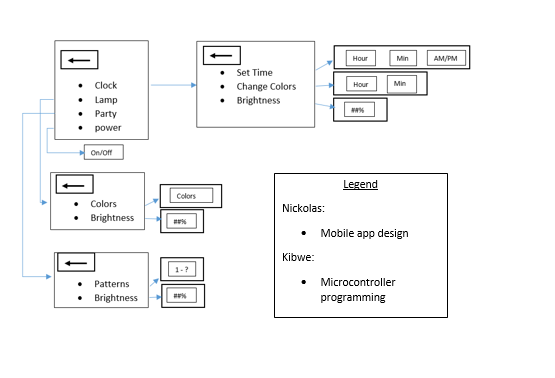 • Clock
• Lamp
• Party
• power
On/Off
• Set Time
• Change Colors
• Brightness
Hour Min AM/PM
Hour Min
##%
• Colors
• Brightness
Colors
##%
• Patterns
• Brightness
1 - ?
##%
Legend
Nickolas:
• Mobile app design
Kibwe:
• Microcontroller
programming